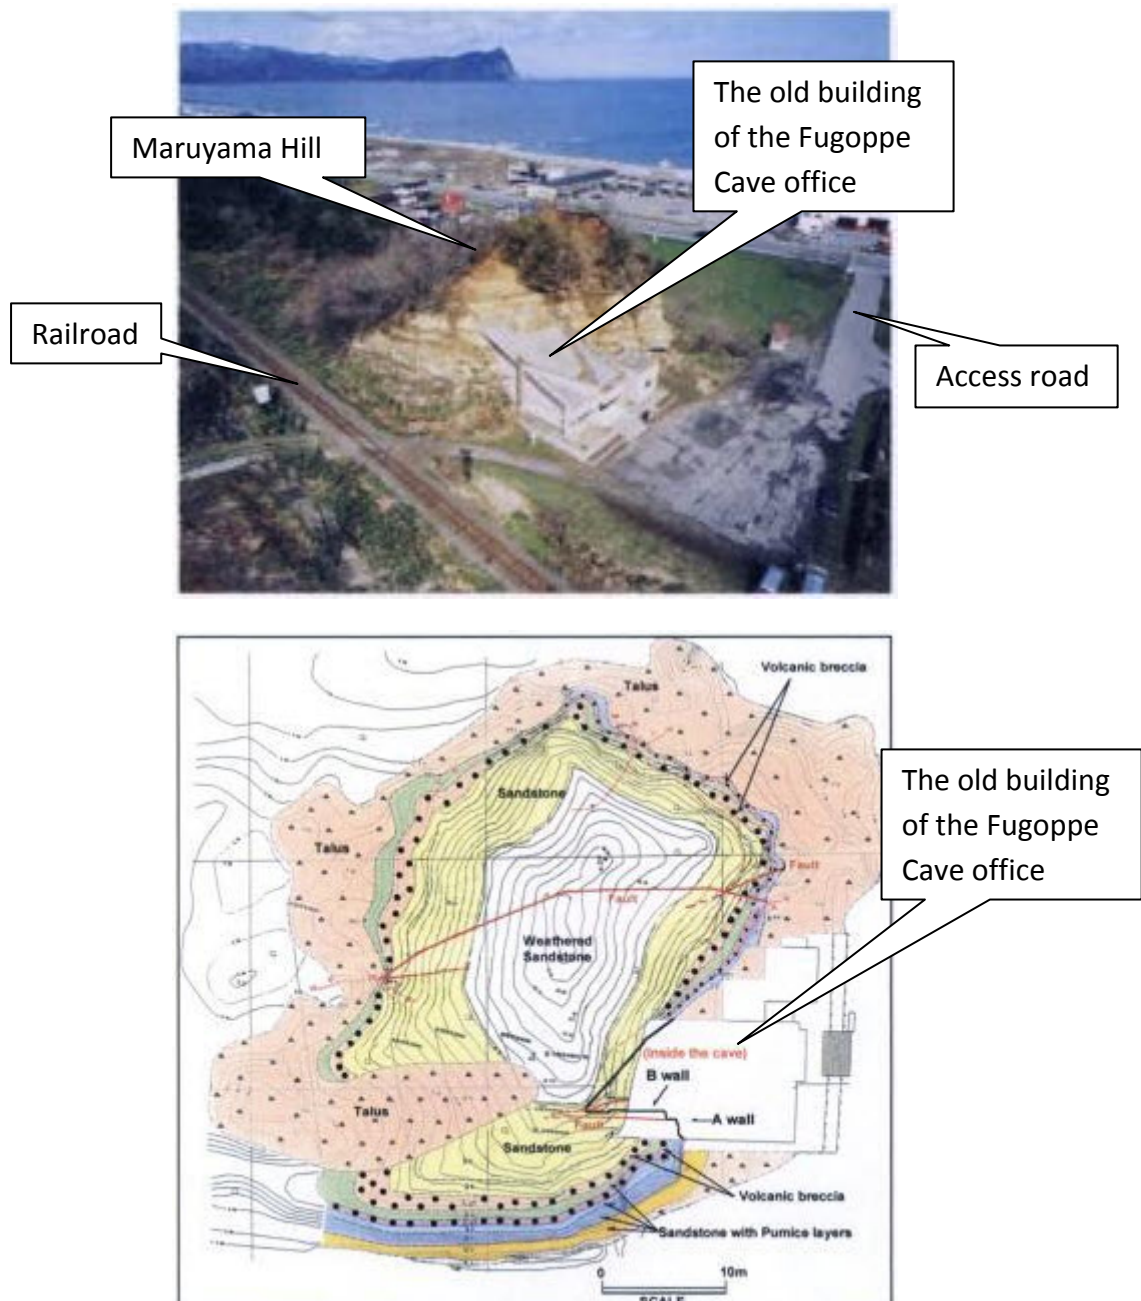 Maruyama Hill
The old building
of the Fugoppe
Cave office
Railroad
Access road
Volcanic breccia
Talus
The old building
of the Fugoppe
Cave office
Sandstone
Talus
Fault
Fault
Weathered
Sandstone
(Inside the cave)
B wall
A wall
Talus
Fault
Sandstone
Volcanic breccia
Sandstone with Pumice layers
0 10m
SCALE